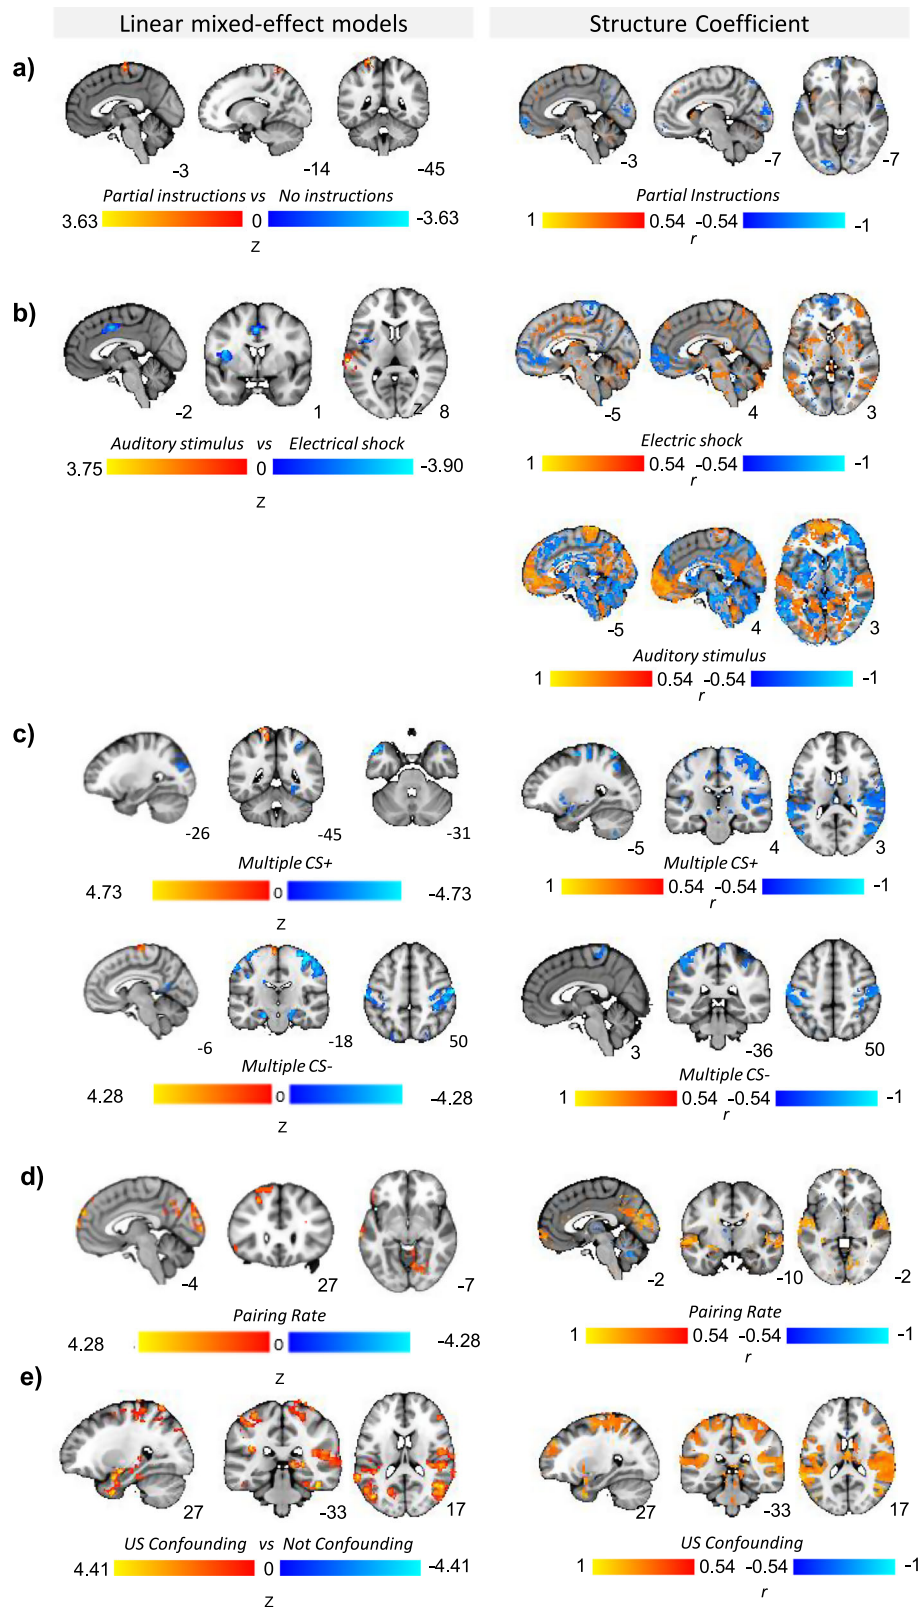 Linear mixed-effect models
Structure Coefficient
a)
-3
-14
-45
Partial instructions vs No instructions
3.63 0 -3.63
Z
-3
-7
-7
Partial Instructions
1 0.54 -0.54 -1
r
b)
-2
1
Z 8
Auditory stimulus vs Electrical shock
3.75 0 -3.90
Z
-5
4
3
Electric shock
1 0.54 -0.54 -1
r
-5
4
3
Auditory stimulus
1 0.54 -0.54 -1
r
c)
-26
-45
-31
Multiple CS+
4.73 0 -4.73
Z
-5
4
3
Multiple CS+
1 0.54 -0.54 -1
r
-6
-18
50
Multiple CS-
4.28 0 -4.28
Z
3
-36
50
Multiple CS-
1 0.54 -0.54 -1
r
d)
-4
27
-7
Pairing Rate
4.28 0 -4.28
Z
-2
-10
-2
Pairing Rate
1 0.54 -0.54 -1
r
e)
27
-33
17
US Confounding vs Not Confounding
4.41 0 -4.41
Z
27
-33
17
US Confounding
1 0.54 -0.54 -1
r